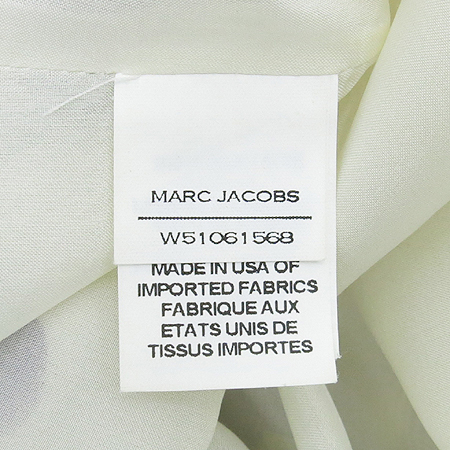 MARC JACOBS
W51061568
MADE IN USA OF
IMPORTED FABRICS
FABRIQUE AUX
ETATS UNIS DE
TISSUS IMPORTES